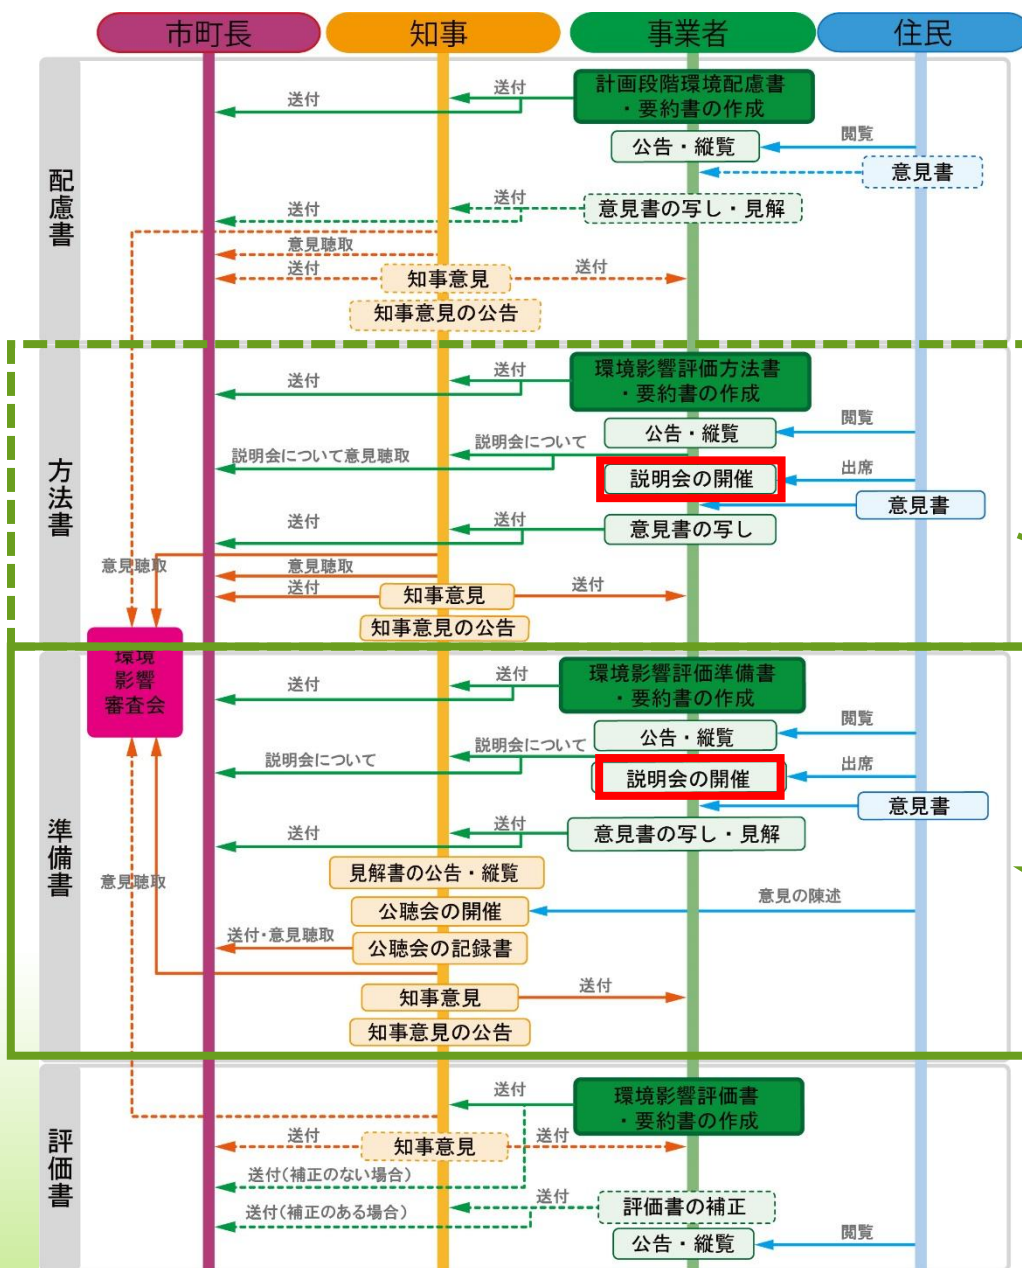 市町長
知事
事業者
住民
配慮書
計画段階環境配慮書
・要約書の作成
送付
送付
公告・縦覧
閲覧
意見書
意見書の写し・見解
送付
送付
意見聴取
送付
知事意見
送付
知事意見の公告
方法書
環境影響評価方法書
・要約書の作成
送付
送付
公告・縦覧
閲覧
説明会について
説明会について意見聴取
説明会の開催
出席
意見書
意見書の写し
送付
送付
意見聴取
意見聴取
送付
知事意見
送付
知事意見の公告
環境
影響
審査会
準備書
環境影響評価準備書
・要約書の作成
送付
送付
公告・縦覧
閲覧
説明会について
説明会について
説明会の開催
出席
意見書
意見書の写し・見解
送付
送付
見解書の公告・縦覧
意見聴取
公聴会の開催
意見の陳述
送付・意見聴取
公聴会の記録書
知事意見
送付
知事意見の公告
評価書
環境影響評価書
・要約書の作成
送付
送付
知事意見
送付
送付(補正のない場合)
評価書の補正
送付
送付(補正のある場合)
公告・縦覧
閲覧